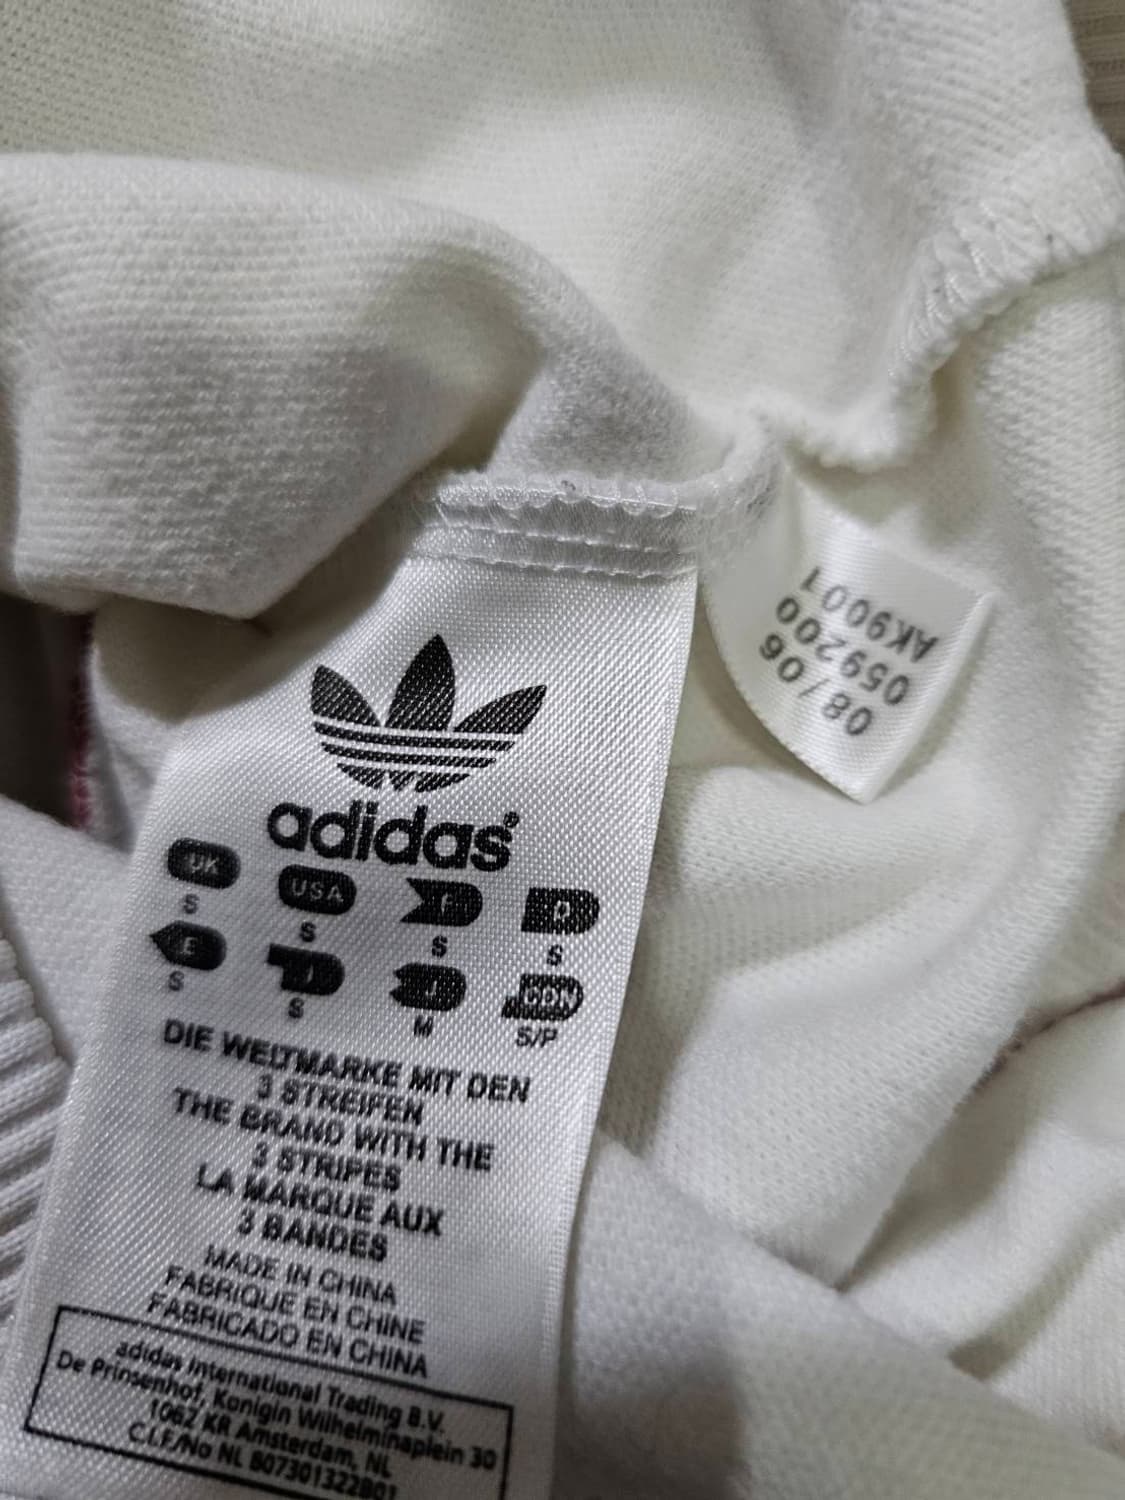 adidas®
UK USA F D
S S S S
E I J CDN
S S M S/P
DIE WELTMARKE MIT DEN
3 STREIFEN
THE BRAND WITH THE
3 STRIPES
LA MARQUE AUX
3 BANDES
MADE IN CHINA
FABRIQUE EN CHINE
FABRICADO EN CHINA
adidas International Trading B.V.
De Prinsenhof, Konigin Wilhelminaplein 30
1062 KR Amsterdam, NL
C.I.F./No NL 807301322B01
08/06
059200
AK9001